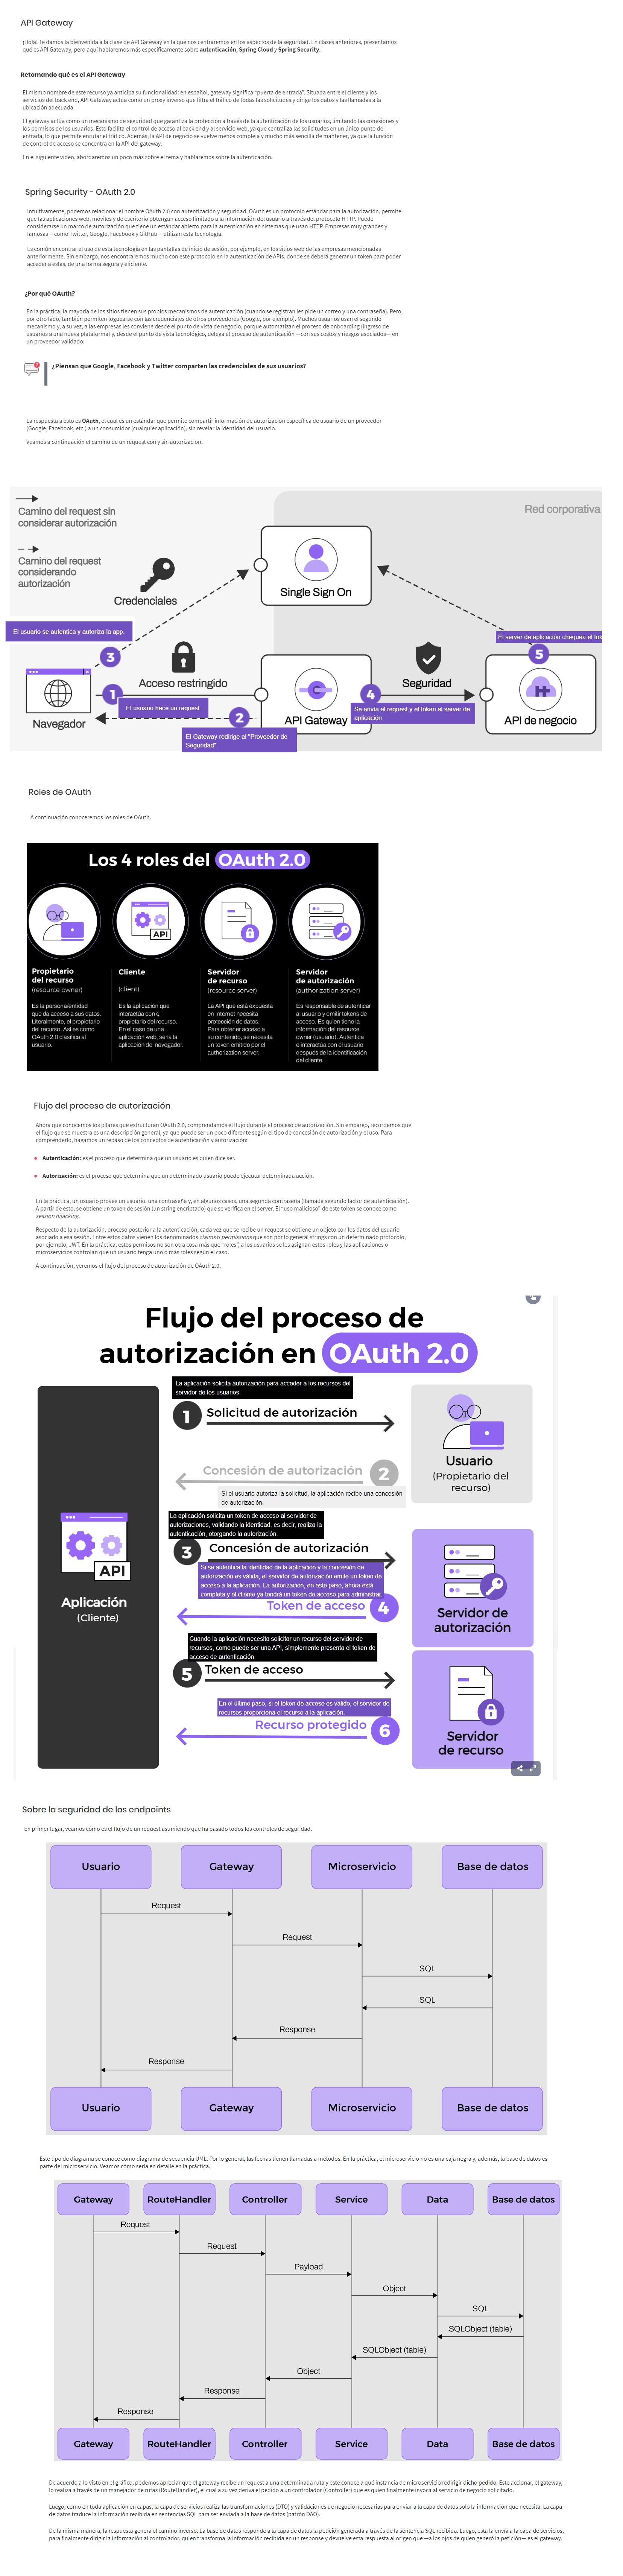 API Gateway
¡Hola! Te damos la bienvenida a la clase de API Gateway en la que nos centraremos en los aspectos de la seguridad. En clases anteriores, presentamos
qué es API Gateway, pero aquí hablaremos más específicamente sobre autenticación, Spring Cloud y Spring Security.
Retomando qué es el API Gateway
El mismo nombre de este recurso ya anticipa su funcionalidad: en español, gateway significa "puerta de entrada". Situada entre el cliente y los
servicios del back end, API Gateway actúa como un proxy inverso que filtra el tráfico de todas las solicitudes y dirige los datos y las llamadas a la
ubicación adecuada.
El gateway actúa como un mecanismo de seguridad que garantiza la protección a través de la autenticación de los usuarios, limitando las conexiones y
los permisos de los usuarios. Esto facilita el control de acceso al back end y al servicio web, ya que centraliza las solicitudes en un único punto de
entrada, lo que permite enrutar el tráfico. Además, la API de negocio se vuelve menos compleja y mucho más sencilla de mantener, ya que la función
de control de acceso se concentra en la API del gateway.
En el siguiente video, abordaremos un poco más sobre el tema y hablaremos sobre la autenticación.
Spring Security - OAuth 2.0
Intuitivamente, podemos relacionar el nombre OAuth 2.0 con autenticación y seguridad. OAuth es un protocolo estándar para la autorización, permite
que las aplicaciones web, móviles y de escritorio obtengan acceso limitado a la información del usuario a través del protocolo HTTP. Puede
considerarse un marco de autorización que tiene un estándar abierto para la autenticación en sistemas que usan HTTP. Empresas muy grandes y
famosas —como Twitter, Google, Facebook y GitHub— utilizan esta tecnología.
Es común encontrar el uso de esta tecnología en las pantallas de inicio de sesión, por ejemplo, en los sitios web de las empresas mencionadas
anteriormente. Sin embargo, nos encontraremos mucho con este protocolo en la autenticación de APIs, donde se deberá generar un token para poder
acceder a estas, de una forma segura y eficiente.
¿Por qué OAuth?
En la práctica, la mayoría de los sitios tienen sus propios mecanismos de autenticación (cuando se registran les pide un correo y una contraseña). Pero,
por otro lado, también permiten loguearse con las credenciales de otros proveedores (Google, por ejemplo). Muchos usuarios usan el segundo
mecanismo y, a su vez, a las empresas les conviene desde el punto de vista de negocio, porque automatizan el proceso de onboarding (ingreso de
usuarios a una nueva plataforma) y, desde el punto de vista tecnológico, delega el proceso de autenticación —con sus costos y riesgos asociados— en
un proveedor validado.
¿Piensan que Google, Facebook y Twitter comparten las credenciales de sus usuarios?
La respuesta a esto es OAuth, el cual es un estándar que permite compartir información de autorización específica de usuario de un proveedor
(Google, Facebook, etc.) a un consumidor (cualquier aplicación), sin revelar la identidad del usuario.
Veamos a continuación el camino de un request con y sin autorización.
Camino del request sin
considerar autorización
Red corporativa
Camino del request
considerando
autorización
Credenciales
Single Sign On
El usuario se autentica y autoriza la app.
3
El server de aplicación chequea el tok
5
Acceso restringido
Seguridad
1
El usuario hace un request.
2
4
Se envía el request y el token al server de
aplicación.
Navegador
API Gateway
API de negocio
El Gateway redirige al "Proveedor de
Seguridad".
Roles de OAuth
A continuación conoceremos los roles de OAuth.
Los 4 roles del OAuth 2.0
API
Propietario
del recurso
(resource owner)
Es la persona/entidad
que da acceso a sus datos.
Literalmente, el propietario
del recurso. Así es como
OAuth 2.0 clasifica al
usuario.
Cliente
(client)
Es la aplicación que
interactúa con el
propietario del recurso.
En el caso de una
aplicación web, sería la
aplicación del navegador.
Servidor
de recurso
(resource server)
La API que está expuesta
en Internet necesita
protección de datos.
Para obtener acceso a
su contenido, se necesita
un token emitido por el
authorization server.
Servidor
de autorización
(authorization server)
Es responsable de autenticar
al usuario y emitir tokens de
acceso. Es quien tiene la
información del resource
owner (usuario). Autentica
e interactúa con el usuario
después de la identificación
del cliente.
Flujo del proceso de autorización
Ahora que conocemos los pilares que estructuran OAuth 2.0, comprendamos el flujo durante el proceso de autorización. Sin embargo, recordemos que
el flujo que se muestra es una descripción general, ya que puede ser un poco diferente según el tipo de concesión de autorización y el uso. Para
comprenderlo, hagamos un repaso de los conceptos de autenticación y autorización:
Autenticación: es el proceso que determina que un usuario es quien dice ser.
Autorización: es el proceso que determina que un determinado usuario puede ejecutar determinada acción.
En la práctica, un usuario provee un usuario, una contraseña y, en algunos casos, una segunda contraseña (llamada segundo factor de autenticación).
A partir de esto, se obtiene un token de sesión (un string encriptado) que se verifica en el server. El "uso malicioso" de este token se conoce como
session hijacking.
Respecto de la autorización, proceso posterior a la autenticación, cada vez que se recibe un request se obtiene un objeto con los datos del usuario
asociado a esa sesión. Entre estos datos vienen los denominados claims o permissions que son por lo general strings con un determinado protocolo,
por ejemplo, JWT. En la práctica, estos permisos no son otra cosa más que "roles", a los usuarios se les asignan estos roles y las aplicaciones o
microservicios controlan que un usuario tenga uno o más roles según el caso.
A continuación, veremos el flujo del proceso de autorización de OAuth 2.0.
Flujo del proceso de
autorización en OAuth 2.0
La aplicación solicita autorización para acceder a los recursos del
servidor de los usuarios.
1
Solicitud de autorización
Concesión de autorización
2
Si el usuario autoriza la solicitud, la aplicación recibe una concesión
de autorización.
Usuario
(Propietario del
recurso)
La aplicación solicita un token de acceso al servidor de
autorizaciones, validando la identidad, es decir, realiza la
autenticación, otorgando la autorización.
3
Concesión de autorización
Si se autentica la identidad de la aplicación y la concesión de
autorización es válida, el servidor de autorización emite un token de
acceso a la aplicación. La autorización, en este paso, ahora está
completa y el cliente ya tendrá un token de acceso para administrar.
Token de acceso
4
API
Aplicación
(Cliente)
Servidor de
autorización
Cuando la aplicación necesita solicitar un recurso del servidor de
recursos, como puede ser una API, simplemente presenta el token de
acceso de autenticación.
5
Token de acceso
En el último paso, si el token de acceso es válido, el servidor de
recursos proporciona el recurso a la aplicación.
Recurso protegido
6
Servidor
de recurso
Sobre la seguridad de los endpoints
En primer lugar, veamos cómo es el flujo de un request asumiendo que ha pasado todos los controles de seguridad.
Usuario Gateway Microservicio Base de datos
Request
Request
SQL
SQL
Response
Response
Usuario Gateway Microservicio Base de datos
Este tipo de diagrama se conoce como diagrama de secuencia UML. Por lo general, las fechas tienen llamadas a métodos. En la práctica, el microservicio no es una caja negra y, además, la base de datos es
parte del microservicio. Veamos cómo sería en detalle en la práctica.
Gateway RouteHandler Controller Service Data Base de datos
Request
Request
Payload
Object
SQL
SQLObject (table)
SQLObject (table)
Object
Response
Response
Gateway RouteHandler Controller Service Data Base de datos
De acuerdo a lo visto en el gráfico, podemos apreciar que el gateway recibe un request a una determinada ruta y este conoce a qué instancia de microservicio redirigir dicho pedido. Este accionar, el gateway,
lo realiza a través de un manejador de rutas (RouteHandler), el cual a su vez deriva el pedido a un controlador (Controller) que es quien finalmente invoca al servicio de negocio solicitado.
Luego, como en toda aplicación en capas, la capa de servicios realiza las transformaciones (DTO) y validaciones de negocio necesarias para enviar a la capa de datos solo la información que necesita. La capa
de datos traduce la información recibida en sentencias SQL para ser enviada a la base de datos (patrón DAO).
De la misma manera, la respuesta genera el camino inverso. La base de datos responde a la capa de datos la petición generada a través de la sentencia SQL recibida. Luego, esta la envía a la capa de servicios,
para finalmente dirigir la información al controlador, quien transforma la información recibida en un response y devuelve esta respuesta al origen que —a los ojos de quien generó la petición— es el gateway.